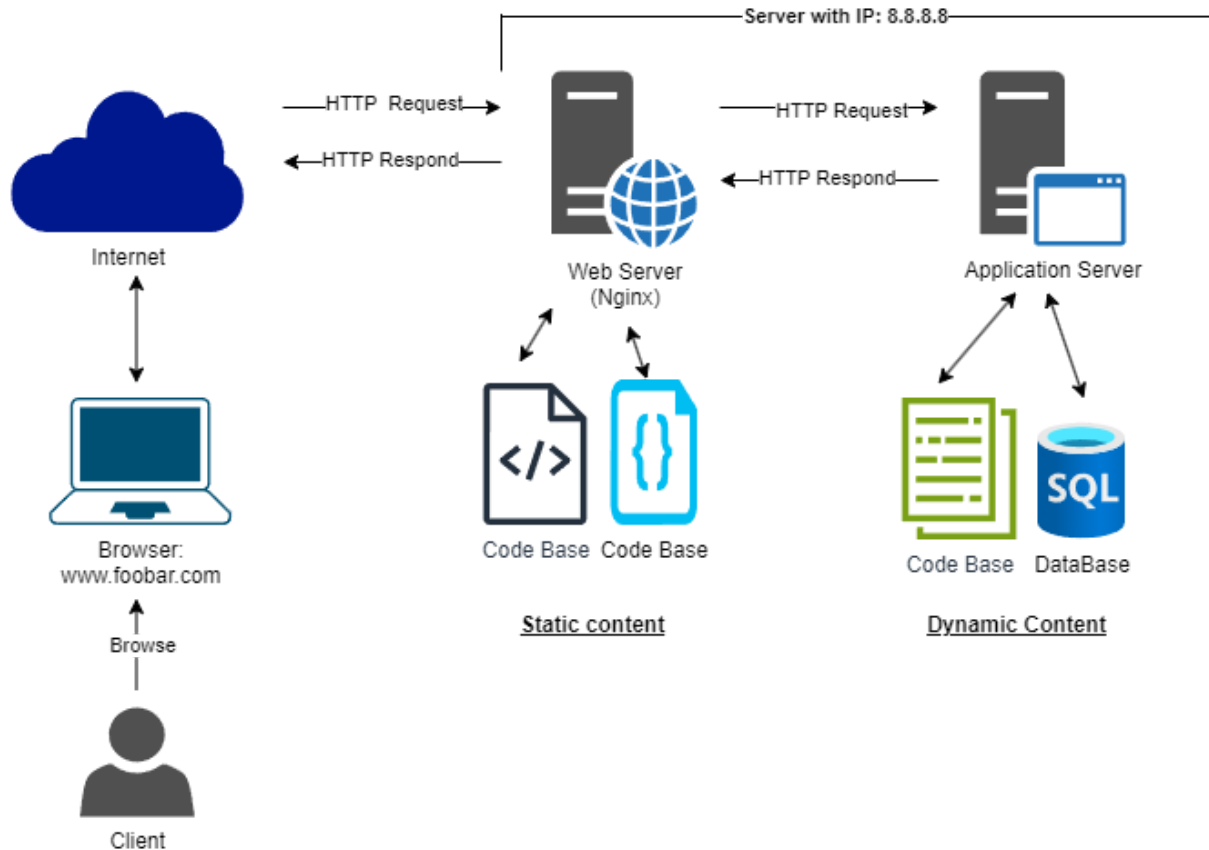 Server with IP: 8.8.8.8
HTTP Request
HTTP Respond
HTTP Request
HTTP Respond
Internet
Web Server
(Nginx)
Application Server
</>
{}
SQL
Code Base
Code Base
Code Base
DataBase
Browser:
www.foobar.com
Static content
Dynamic Content
Browse
Client